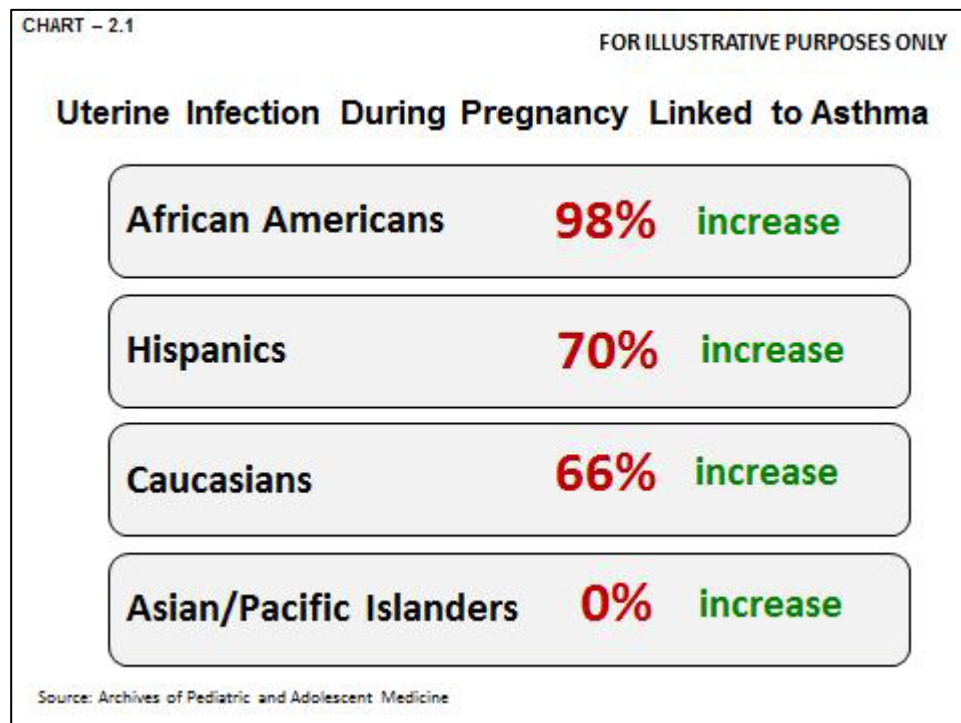 CHART – 2.1
FOR ILLUSTRATIVE PURPOSES ONLY
Uterine Infection During Pregnancy Linked to Asthma
African Americans 98% increase
Hispanics 70% increase
Caucasians 66% increase
Asian/Pacific Islanders 0% increase
Source: Archives of Pediatric and Adolescent Medicine